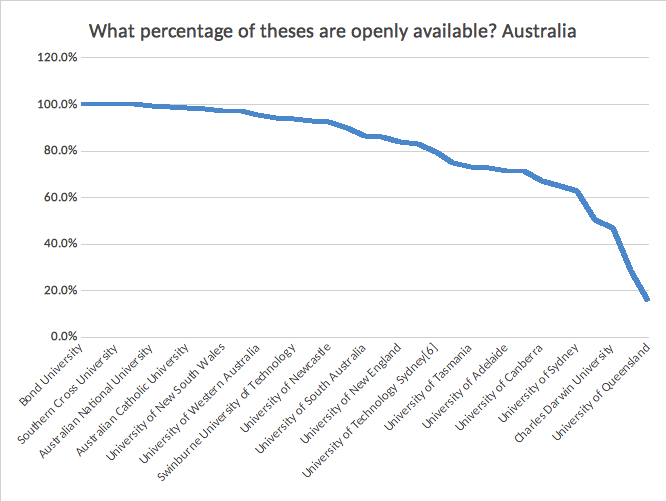 What percentage of theses are openly available? Australia
120.0%
100.0%
80.0%
60.0%
40.0%
20.0%
0.0%
Bond University
Southern Cross University
Australian National University
Australian Catholic University
University of New South Wales
University of Western Australia
Swinburne University of Technology
University of Newcastle
University of South Australia
University of New England
University of Technology Sydney[6]
University of Tasmania
University of Adelaide
University of Canberra
University of Sydney
Charles Darwin University
University of Queensland